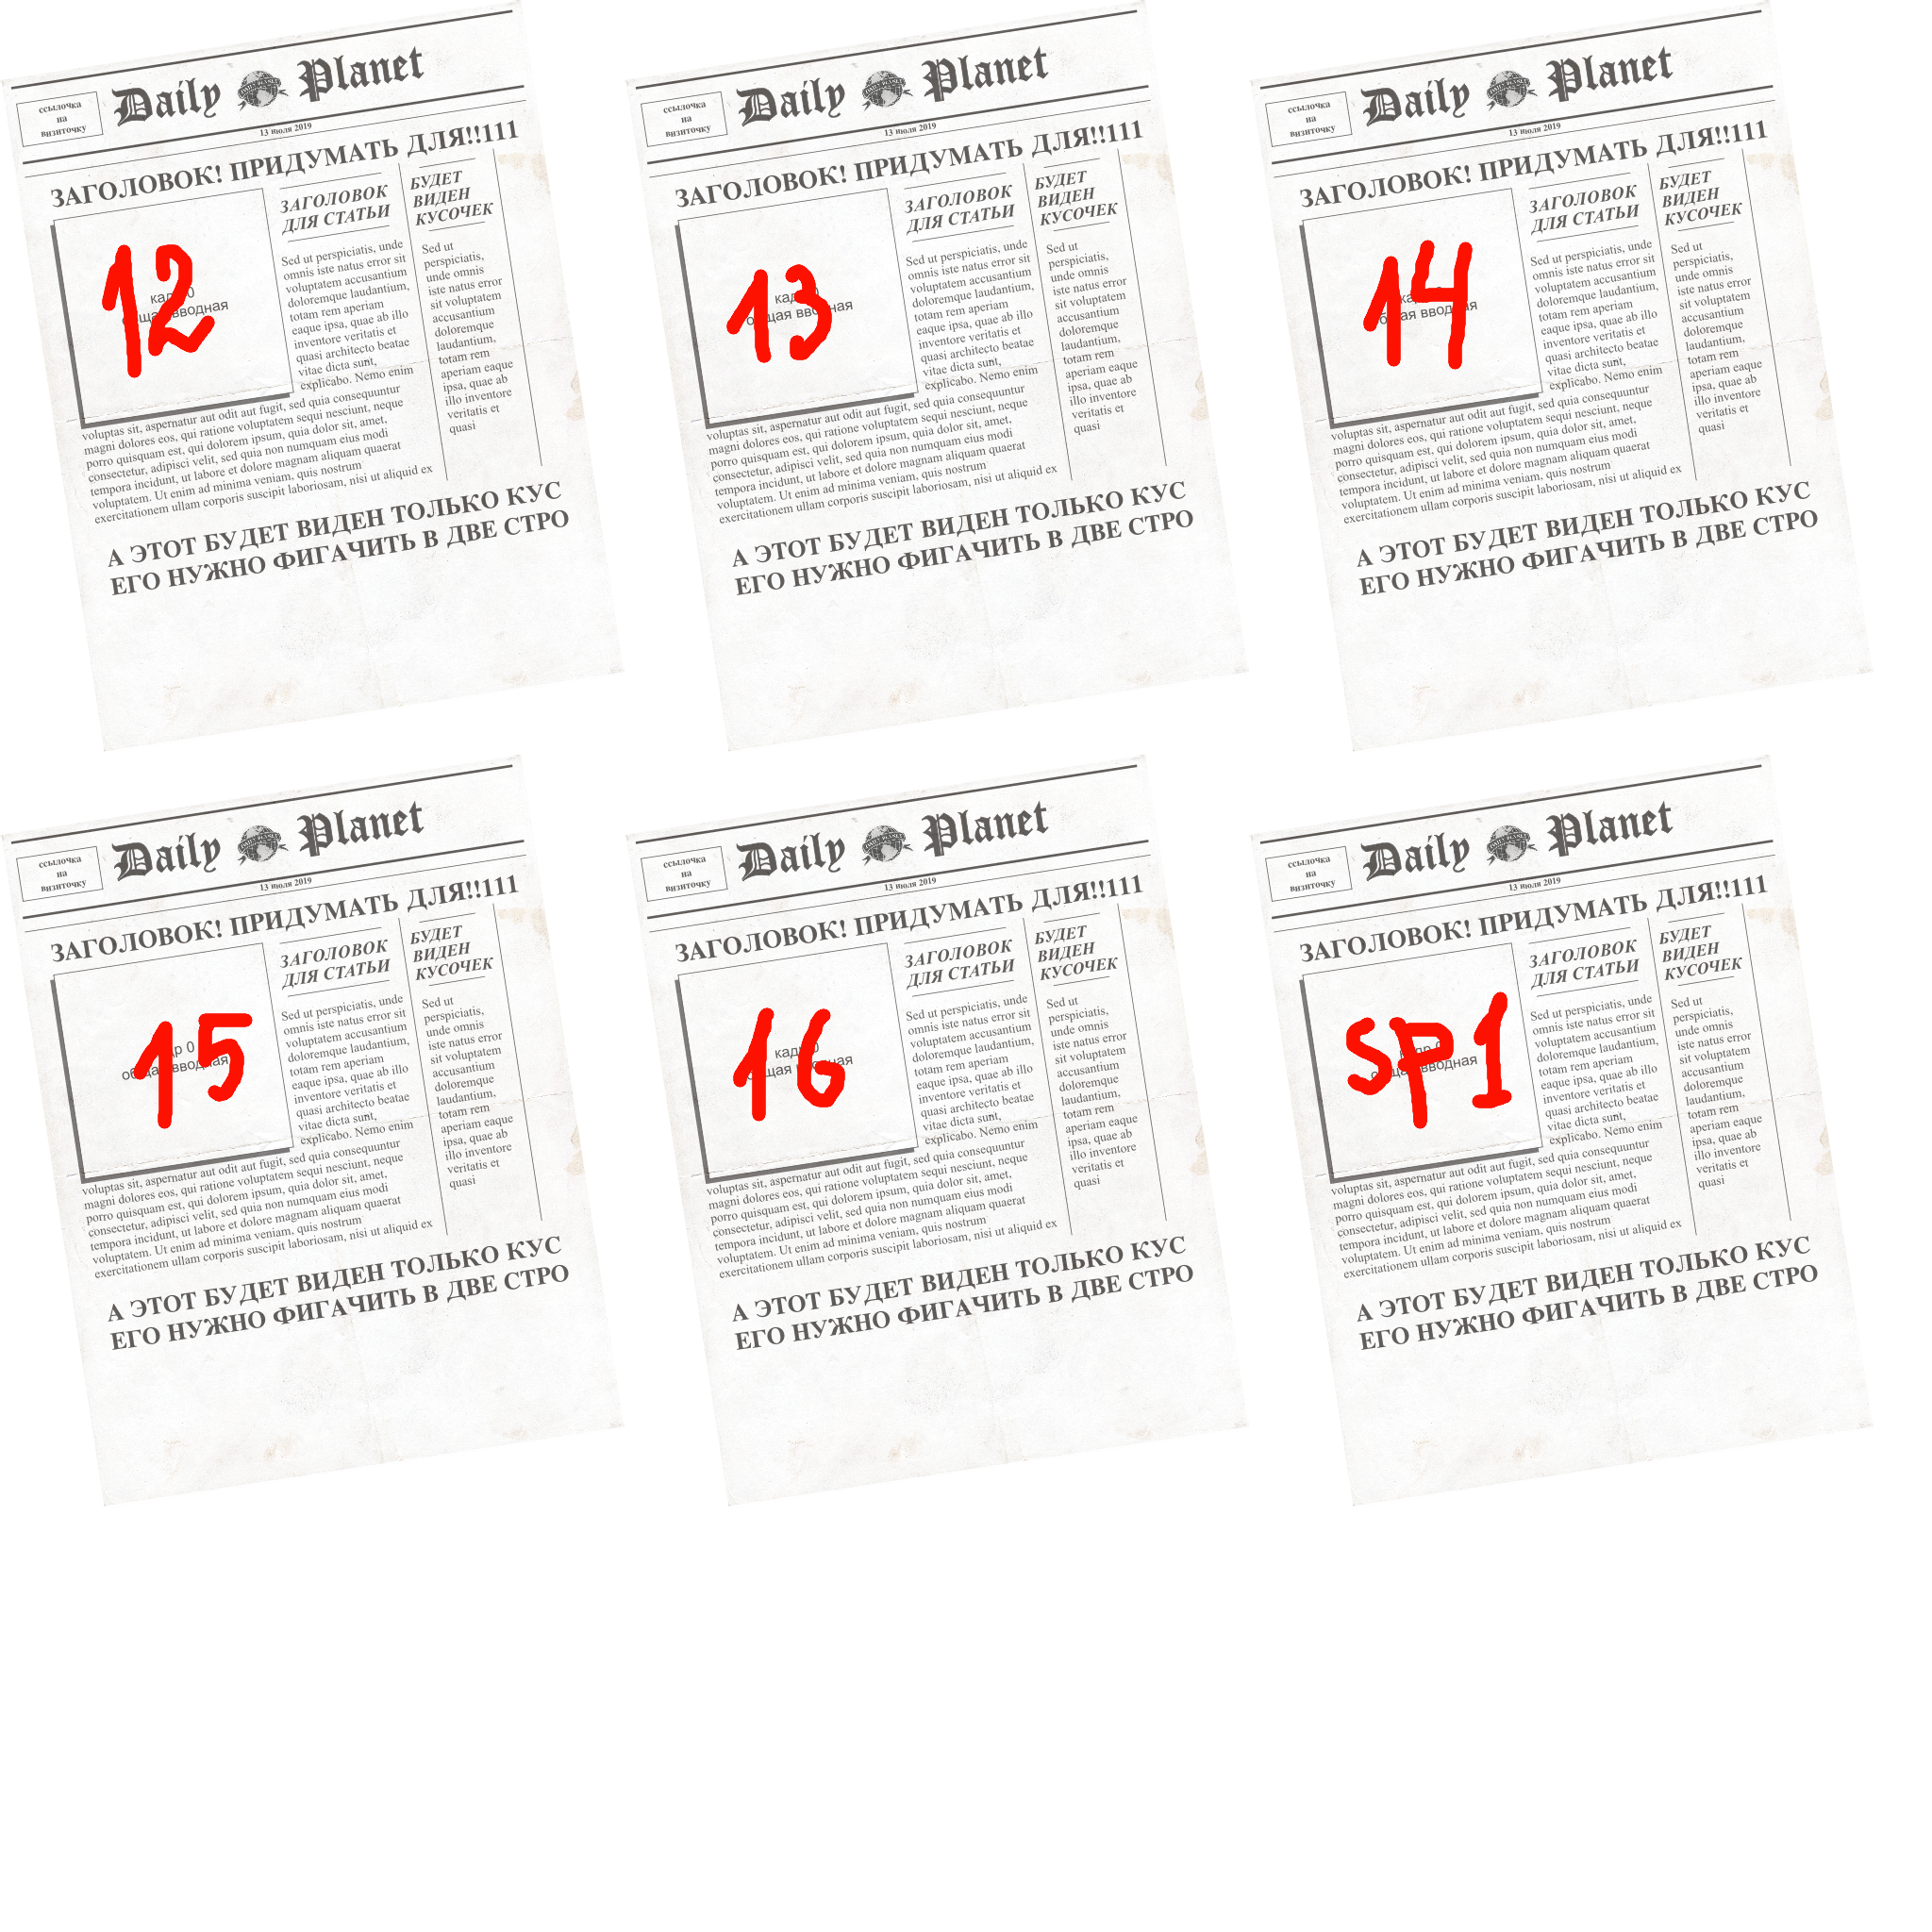 ссылочка
на
визиточку
Daily Planet
13 июля 2019
ЗАГОЛОВОК! ПРИДУМАТЬ ДЛЯ!!111
12
ЗАГОЛОВОК
ДЛЯ СТАТЬИ
Sed ut perspiciatis, unde
omnis iste natus error sit
voluptatem accusantium
doloremque laudantium,
totam rem aperiam
eaque ipsa, quae ab illo
inventore veritatis et
quasi architecto beatae
vitae dicta sunt,
explicabo. Nemo enim
voluptas sit, aspernatur aut odit aut fugit, sed quia consequuntur
magni dolores eos, qui ratione voluptatem sequi nesciunt, neque
porro quisquam est, qui dolorem ipsum, quia dolor sit, amet,
consectetur, adipisci velit, sed quia non numquam eius modi
tempora incidunt, ut labore et dolore magnam aliquam quaerat
voluptatem. Ut enim ad minima veniam, quis nostrum
exercitationem ullam corporis suscipit laboriosam, nisi ut aliquid ex
БУДЕТ
ВИДЕН
КУСОЧЕК
Sed ut
perspiciatis,
unde omnis
iste natus error
sit voluptatem
accusantium
doloremque
laudantium,
totam rem
aperiam eaque
ipsa, quae ab
illo inventore
veritatis et
quasi
А ЭТОТ БУДЕТ ВИДЕН ТОЛЬКО КУС
ЕГО НУЖНО ФИГАЧИТЬ В ДВЕ СТРО
ссылочка
на
визиточку
Daily Planet
13 июля 2019
ЗАГОЛОВОК! ПРИДУМАТЬ ДЛЯ!!111
13
ЗАГОЛОВОК
ДЛЯ СТАТЬИ
Sed ut perspiciatis, unde
omnis iste natus error sit
voluptatem accusantium
doloremque laudantium,
totam rem aperiam
eaque ipsa, quae ab illo
inventore veritatis et
quasi architecto beatae
vitae dicta sunt,
explicabo. Nemo enim
voluptas sit, aspernatur aut odit aut fugit, sed quia consequuntur
magni dolores eos, qui ratione voluptatem sequi nesciunt, neque
porro quisquam est, qui dolorem ipsum, quia dolor sit, amet,
consectetur, adipisci velit, sed quia non numquam eius modi
tempora incidunt, ut labore et dolore magnam aliquam quaerat
voluptatem. Ut enim ad minima veniam, quis nostrum
exercitationem ullam corporis suscipit laboriosam, nisi ut aliquid ex
БУДЕТ
ВИДЕН
КУСОЧЕК
Sed ut
perspiciatis,
unde omnis
iste natus error
sit voluptatem
accusantium
doloremque
laudantium,
totam rem
aperiam eaque
ipsa, quae ab
illo inventore
veritatis et
quasi
А ЭТОТ БУДЕТ ВИДЕН ТОЛЬКО КУС
ЕГО НУЖНО ФИГАЧИТЬ В ДВЕ СТРО
ссылочка
на
визиточку
Daily Planet
13 июля 2019
ЗАГОЛОВОК! ПРИДУМАТЬ ДЛЯ!!111
14
ЗАГОЛОВОК
ДЛЯ СТАТЬИ
Sed ut perspiciatis, unde
omnis iste natus error sit
voluptatem accusantium
doloremque laudantium,
totam rem aperiam
eaque ipsa, quae ab illo
inventore veritatis et
quasi architecto beatae
vitae dicta sunt,
explicabo. Nemo enim
voluptas sit, aspernatur aut odit aut fugit, sed quia consequuntur
magni dolores eos, qui ratione voluptatem sequi nesciunt, neque
porro quisquam est, qui dolorem ipsum, quia dolor sit, amet,
consectetur, adipisci velit, sed quia non numquam eius modi
tempora incidunt, ut labore et dolore magnam aliquam quaerat
voluptatem. Ut enim ad minima veniam, quis nostrum
exercitationem ullam corporis suscipit laboriosam, nisi ut aliquid ex
БУДЕТ
ВИДЕН
КУСОЧЕК
Sed ut
perspiciatis,
unde omnis
iste natus error
sit voluptatem
accusantium
doloremque
laudantium,
totam rem
aperiam eaque
ipsa, quae ab
illo inventore
veritatis et
quasi
А ЭТОТ БУДЕТ ВИДЕН ТОЛЬКО КУС
ЕГО НУЖНО ФИГАЧИТЬ В ДВЕ СТРО
ссылочка
на
визиточку
Daily Planet
13 июля 2019
ЗАГОЛОВОК! ПРИДУМАТЬ ДЛЯ!!111
15
ЗАГОЛОВОК
ДЛЯ СТАТЬИ
Sed ut perspiciatis, unde
omnis iste natus error sit
voluptatem accusantium
doloremque laudantium,
totam rem aperiam
eaque ipsa, quae ab illo
inventore veritatis et
quasi architecto beatae
vitae dicta sunt,
explicabo. Nemo enim
voluptas sit, aspernatur aut odit aut fugit, sed quia consequuntur
magni dolores eos, qui ratione voluptatem sequi nesciunt, neque
porro quisquam est, qui dolorem ipsum, quia dolor sit, amet,
consectetur, adipisci velit, sed quia non numquam eius modi
tempora incidunt, ut labore et dolore magnam aliquam quaerat
voluptatem. Ut enim ad minima veniam, quis nostrum
exercitationem ullam corporis suscipit laboriosam, nisi ut aliquid ex
БУДЕТ
ВИДЕН
КУСОЧЕК
Sed ut
perspiciatis,
unde omnis
iste natus error
sit voluptatem
accusantium
doloremque
laudantium,
totam rem
aperiam eaque
ipsa, quae ab
illo inventore
veritatis et
quasi
А ЭТОТ БУДЕТ ВИДЕН ТОЛЬКО КУС
ЕГО НУЖНО ФИГАЧИТЬ В ДВЕ СТРО
ссылочка
на
визиточку
Daily Planet
13 июля 2019
ЗАГОЛОВОК! ПРИДУМАТЬ ДЛЯ!!111
16
ЗАГОЛОВОК
ДЛЯ СТАТЬИ
Sed ut perspiciatis, unde
omnis iste natus error sit
voluptatem accusantium
doloremque laudantium,
totam rem aperiam
eaque ipsa, quae ab illo
inventore veritatis et
quasi architecto beatae
vitae dicta sunt,
explicabo. Nemo enim
voluptas sit, aspernatur aut odit aut fugit, sed quia consequuntur
magni dolores eos, qui ratione voluptatem sequi nesciunt, neque
porro quisquam est, qui dolorem ipsum, quia dolor sit, amet,
consectetur, adipisci velit, sed quia non numquam eius modi
tempora incidunt, ut labore et dolore magnam aliquam quaerat
voluptatem. Ut enim ad minima veniam, quis nostrum
exercitationem ullam corporis suscipit laboriosam, nisi ut aliquid ex
БУДЕТ
ВИДЕН
КУСОЧЕК
Sed ut
perspiciatis,
unde omnis
iste natus error
sit voluptatem
accusantium
doloremque
laudantium,
totam rem
aperiam eaque
ipsa, quae ab
illo inventore
veritatis et
quasi
А ЭТОТ БУДЕТ ВИДЕН ТОЛЬКО КУС
ЕГО НУЖНО ФИГАЧИТЬ В ДВЕ СТРО
ссылочка
на
визиточку
Daily Planet
13 июля 2019
ЗАГОЛОВОК! ПРИДУМАТЬ ДЛЯ!!111
SP1
ЗАГОЛОВОК
ДЛЯ СТАТЬИ
Sed ut perspiciatis, unde
omnis iste natus error sit
voluptatem accusantium
doloremque laudantium,
totam rem aperiam
eaque ipsa, quae ab illo
inventore veritatis et
quasi architecto beatae
vitae dicta sunt,
explicabo. Nemo enim
voluptas sit, aspernatur aut odit aut fugit, sed quia consequuntur
magni dolores eos, qui ratione voluptatem sequi nesciunt, neque
porro quisquam est, qui dolorem ipsum, quia dolor sit, amet,
consectetur, adipisci velit, sed quia non numquam eius modi
tempora incidunt, ut labore et dolore magnam aliquam quaerat
voluptatem. Ut enim ad minima veniam, quis nostrum
exercitationem ullam corporis suscipit laboriosam, nisi ut aliquid ex
БУДЕТ
ВИДЕН
КУСОЧЕК
Sed ut
perspiciatis,
unde omnis
iste natus error
sit voluptatem
accusantium
doloremque
laudantium,
totam rem
aperiam eaque
ipsa, quae ab
illo inventore
veritatis et
quasi
А ЭТОТ БУДЕТ ВИДЕН ТОЛЬКО КУС
ЕГО НУЖНО ФИГАЧИТЬ В ДВЕ СТРО